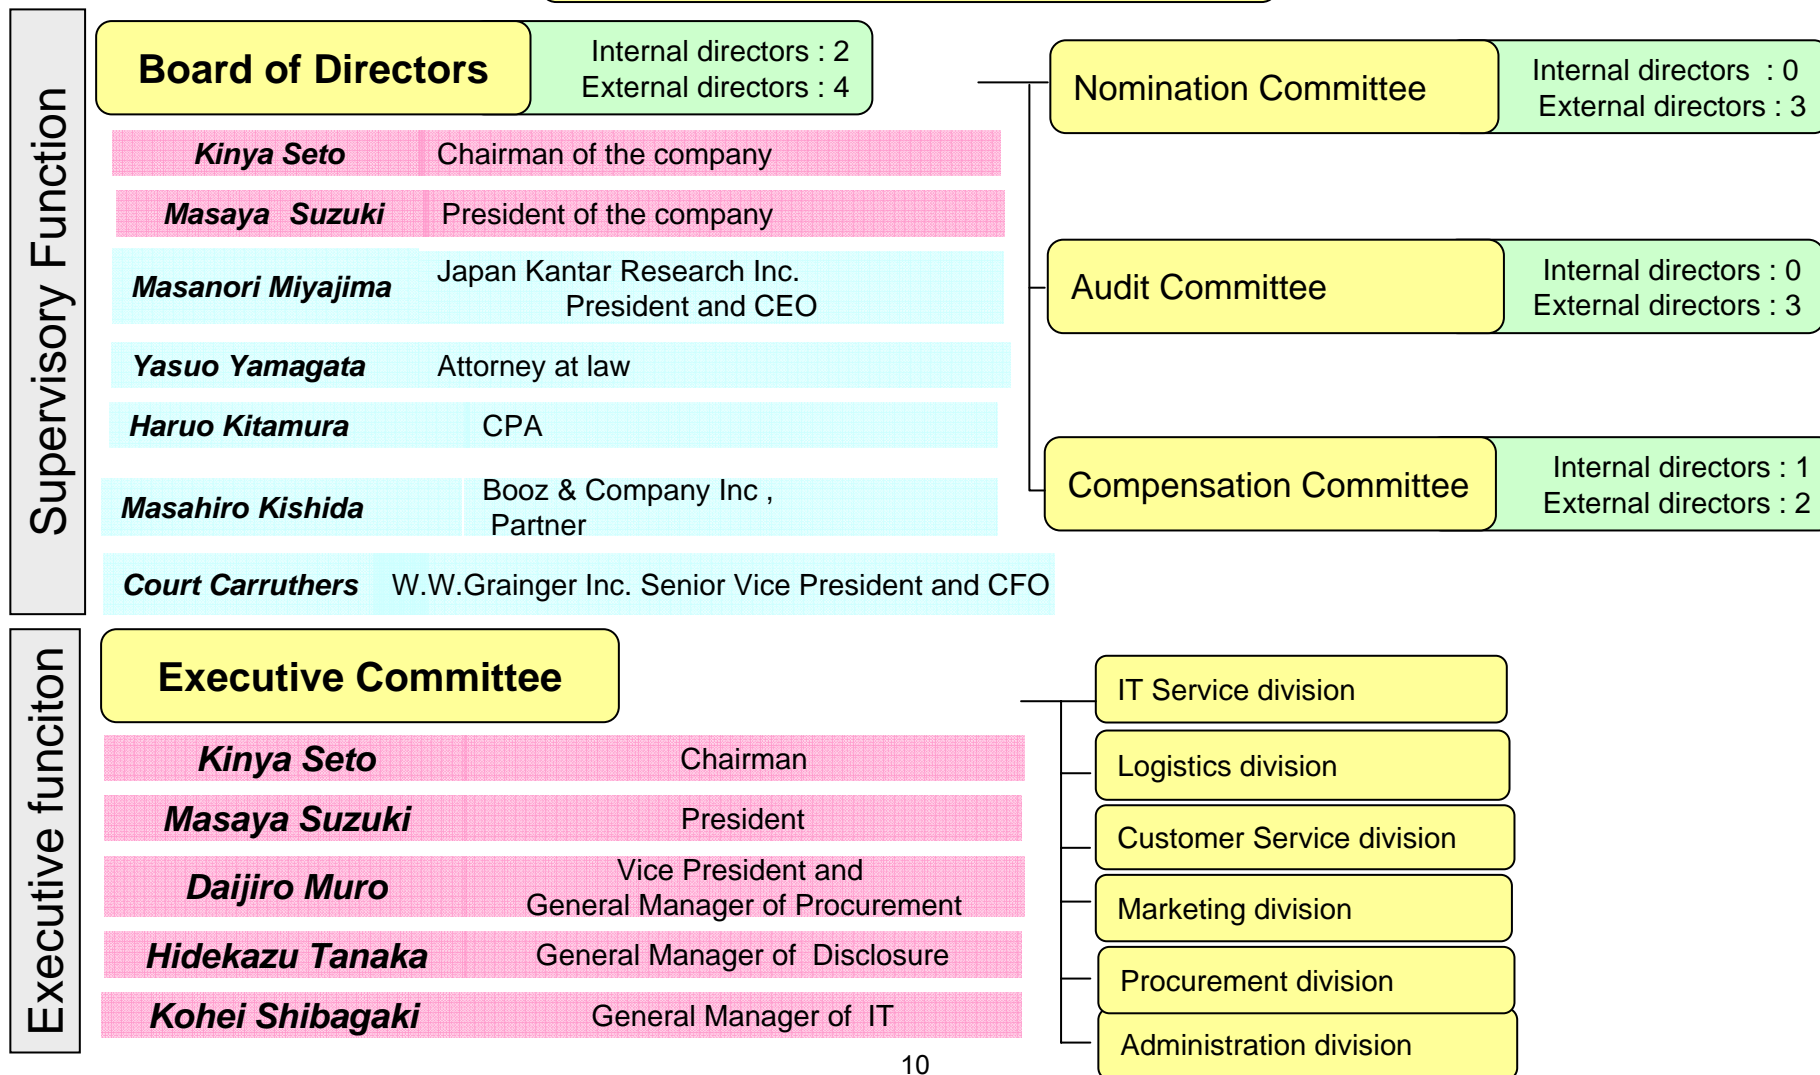 Supervisory Function
Board of Directors
Internal directors : 2
External directors : 4
Kinya Seto Chairman of the company
Masaya Suzuki President of the company
Masanori Miyajima Japan Kantar Research Inc.
President and CEO
Yasuo Yamagata Attorney at law
Haruo Kitamura CPA
Masahiro Kishida Booz & Company Inc ,
Partner
Court Carruthers W.W.Grainger Inc. Senior Vice President and CFO
Nomination Committee
Internal directors : 0
External directors : 3
Audit Committee
Internal directors : 0
External directors : 3
Compensation Committee
Internal directors : 1
External directors : 2
Executive funciton
Executive Committee
Kinya Seto Chairman
Masaya Suzuki President
Daijiro Muro Vice President and
General Manager of Procurement
Hidekazu Tanaka General Manager of Disclosure
Kohei Shibagaki General Manager of IT
IT Service division
Logistics division
Customer Service division
Marketing division
Procurement division
Administration division
10